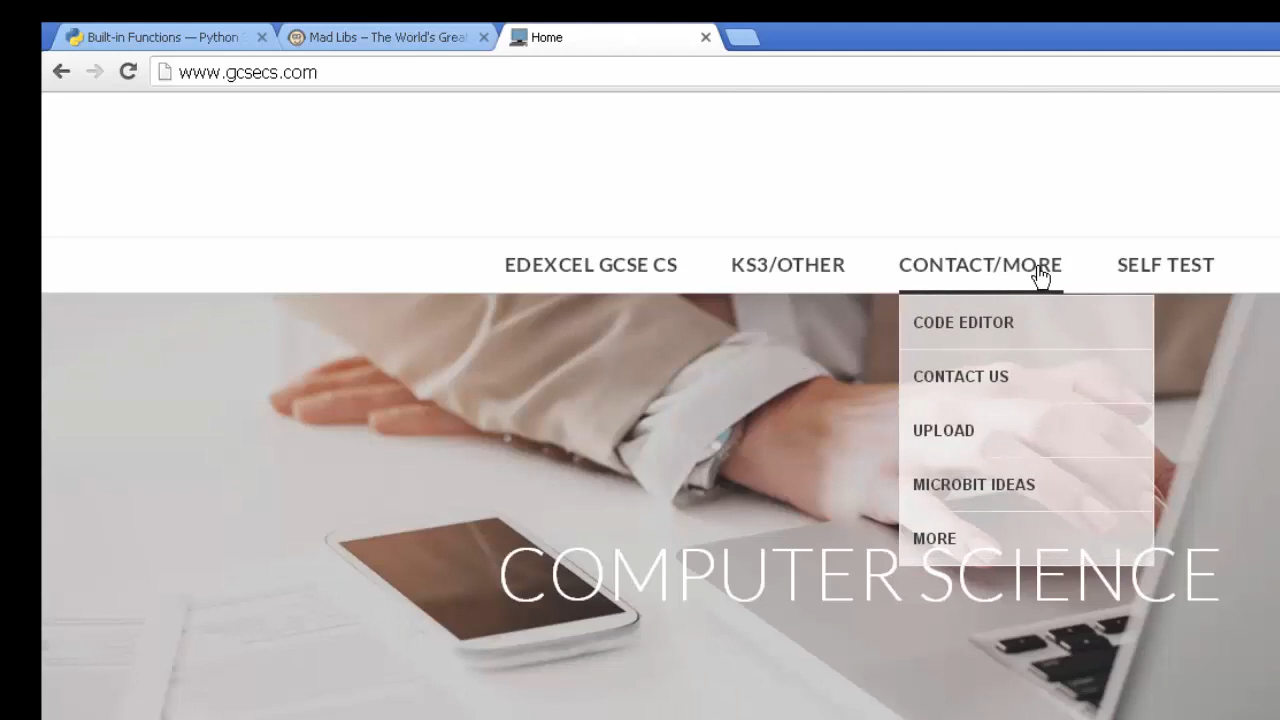 Built-in Functions — Python
Mad Libs – The World's Grea
Home
www.gcsecs.com
EDEXCEL GCSE CS
KS3/OTHER
CONTACT/MORE
SELF TEST
CODE EDITOR
CONTACT US
UPLOAD
MICROBIT IDEAS
MORE
COMPUTER SCIENCE